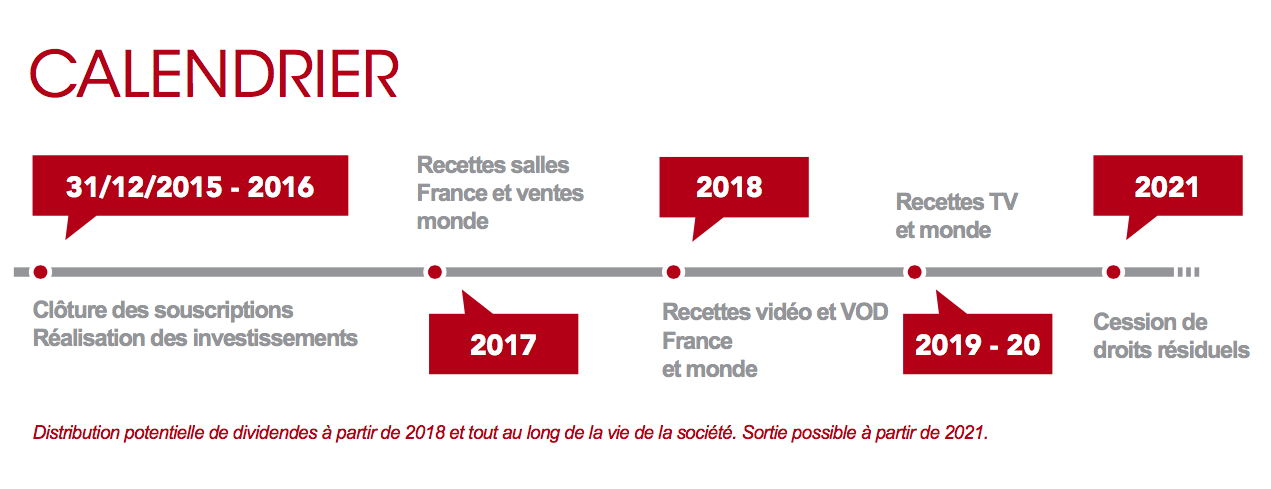 CALENDRIER
31/12/2015 - 2016
Clôture des souscriptions
Réalisation des investissements
Recettes salles
France et ventes
monde
2017
2018
Recettes vidéo et VOD
France
et monde
Recettes TV
et monde
2019 - 20
2021
Cession de
droits résiduels
Distribution potentielle de dividendes à partir de 2018 et tout au long de la vie de la société. Sortie possible à partir de 2021.